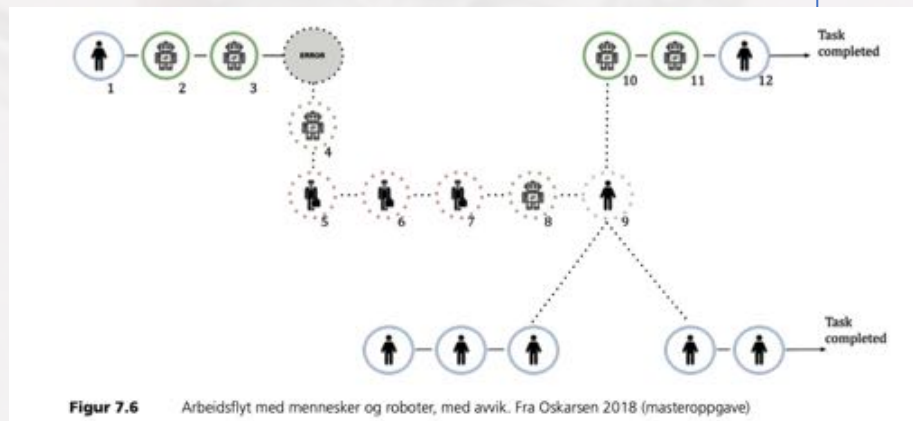 ERROR
Task
completed
1
2
3
10
11
12
4
5
6
7
8
9
Task
completed
Figur 7.6 Arbeidsflyt med mennesker og roboter, med avvik. Fra Oskarsen 2018 (masteroppgave)